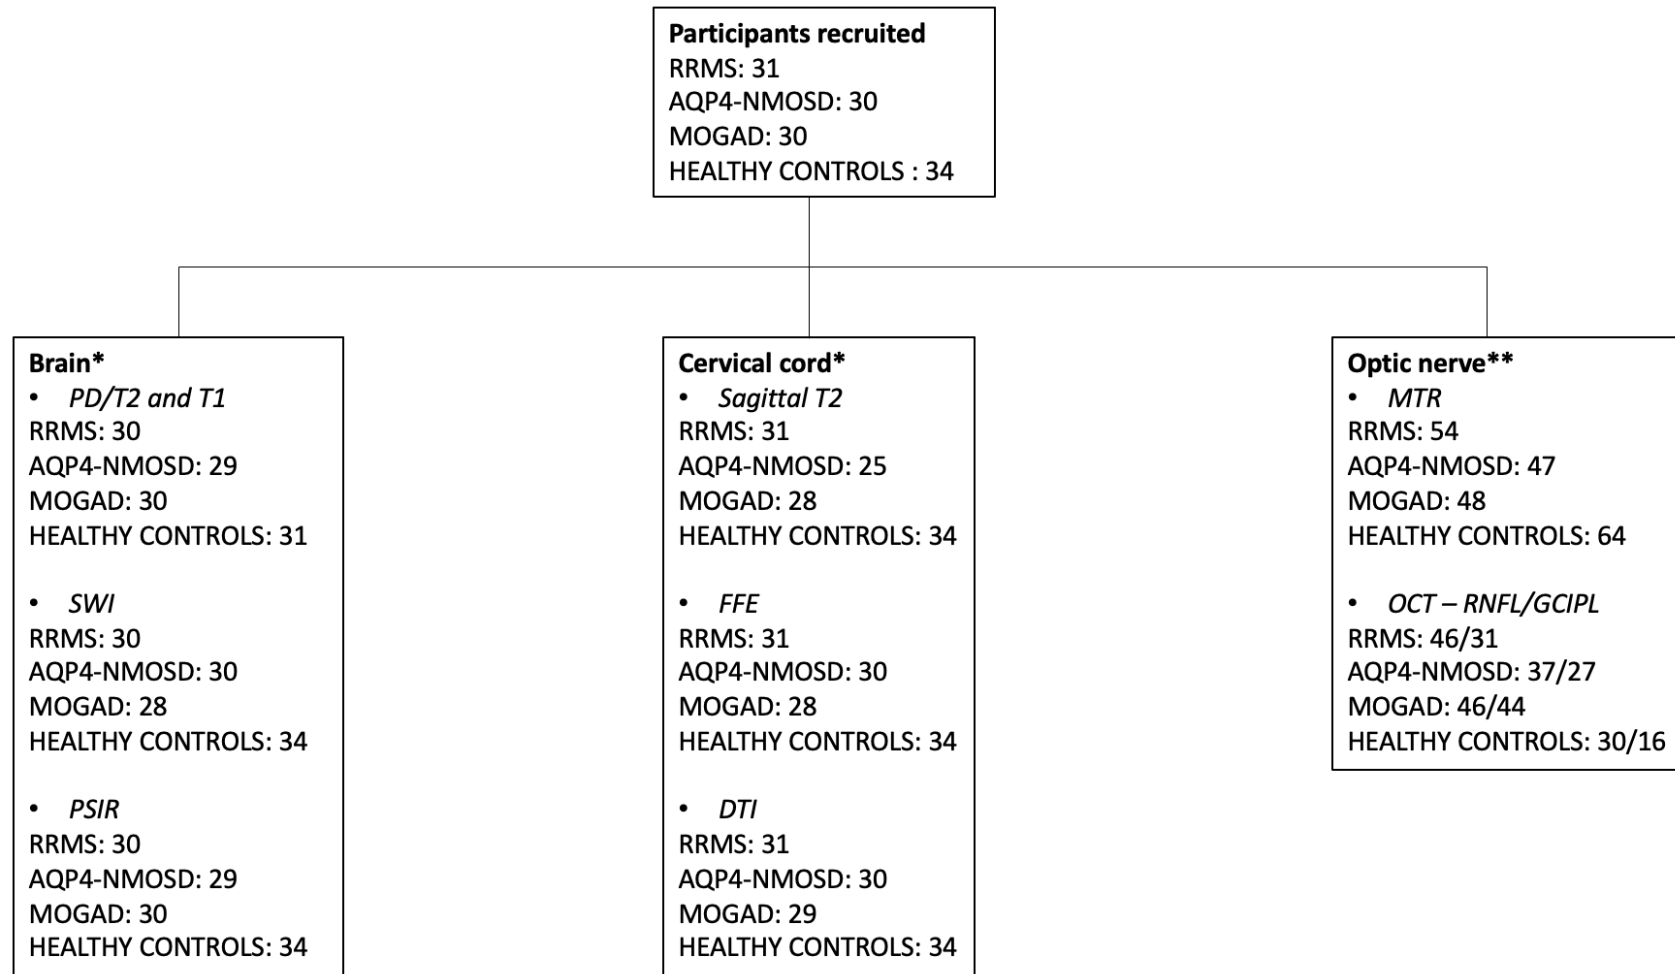 Participants recruited
RRMS: 31
AQP4-NMOSD: 30
MOGAD: 30
HEALTHY CONTROLS : 34
Brain*
• PD/T2 and T1
RRMS: 30
AQP4-NMOSD: 29
MOGAD: 30
HEALTHY CONTROLS: 31
• SWI
RRMS: 30
AQP4-NMOSD: 30
MOGAD: 28
HEALTHY CONTROLS: 34
• PSIR
RRMS: 30
AQP4-NMOSD: 29
MOGAD: 30
HEALTHY CONTROLS: 34
Cervical cord*
• Sagittal T2
RRMS: 31
AQP4-NMOSD: 25
MOGAD: 28
HEALTHY CONTROLS: 34
• FFE
RRMS: 31
AQP4-NMOSD: 30
MOGAD: 28
HEALTHY CONTROLS: 34
• DTI
RRMS: 31
AQP4-NMOSD: 30
MOGAD: 29
HEALTHY CONTROLS: 34
Optic nerve**
• MTR
RRMS: 54
AQP4-NMOSD: 47
MOGAD: 48
HEALTHY CONTROLS: 64
• OCT – RNFL/GCIPL
RRMS: 46/31
AQP4-NMOSD: 37/27
MOGAD: 46/44
HEALTHY CONTROLS: 30/16